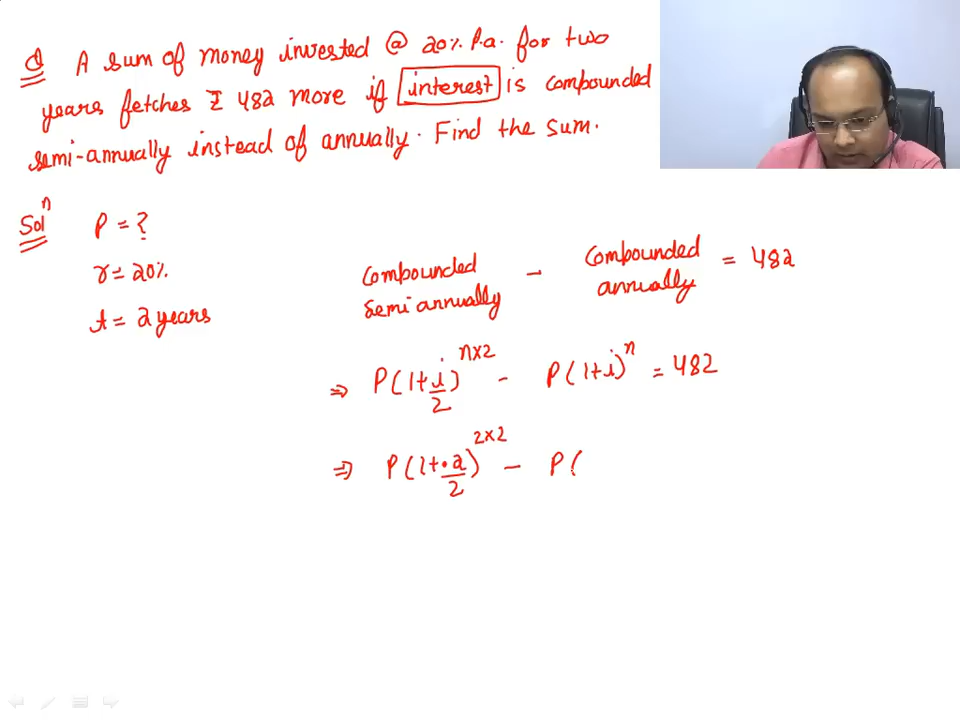 Q A sum of money invested @ 20% P.a. for two
years fetches ₹ 482 more if interest is compounded
semi-annually instead of annually. Find the sum.
Solⁿ P = ?
r = 20%
t = 2 years
compounded semi annually - compounded annually = 482
⇒ P(1+i/2)^(n×2) - P(1+i)^n = 482
⇒ P(1+.2/2)^(2×2) - P(